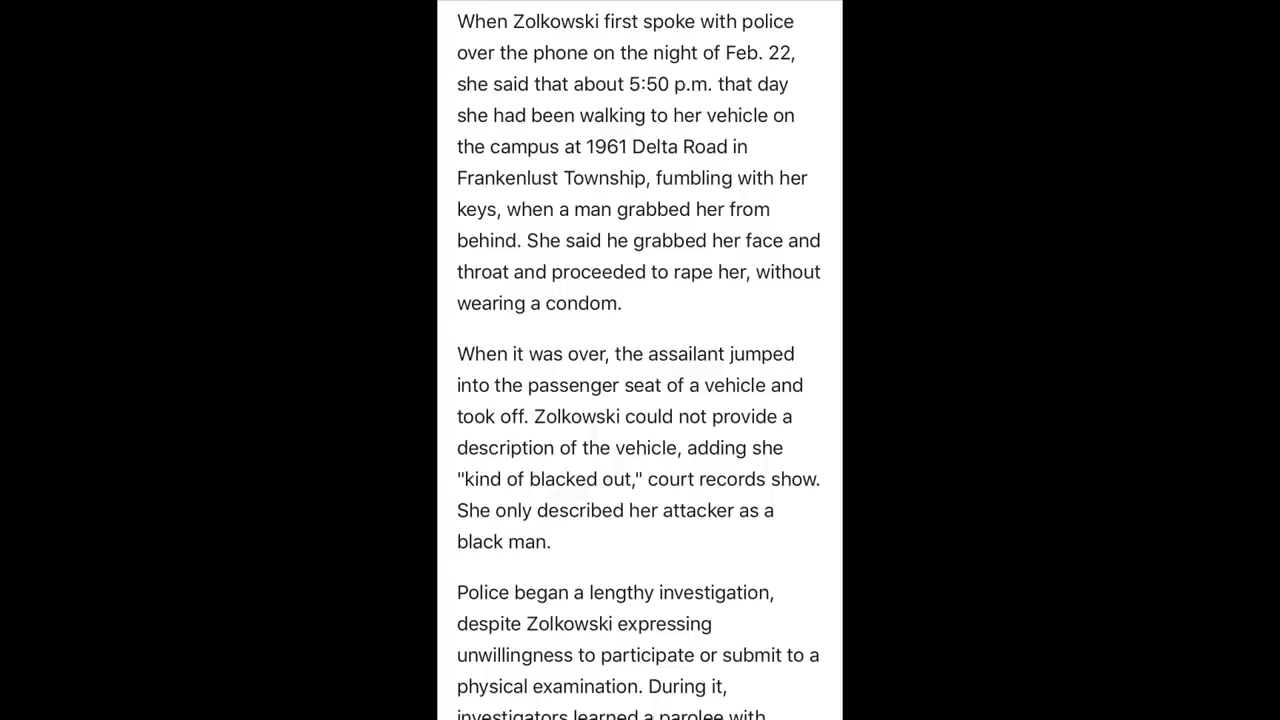 When Zolkowski first spoke with police
over the phone on the night of Feb. 22,
she said that about 5:50 p.m. that day
she had been walking to her vehicle on
the campus at 1961 Delta Road in
Frankenlust Township, fumbling with her
keys, when a man grabbed her from
behind. She said he grabbed her face and
throat and proceeded to rape her, without
wearing a condom.
When it was over, the assailant jumped
into the passenger seat of a vehicle and
took off. Zolkowski could not provide a
description of the vehicle, adding she
"kind of blacked out," court records show.
She only described her attacker as a
black man.
Police began a lengthy investigation,
despite Zolkowski expressing
unwillingness to participate or submit to a
physical examination. During it,
investigators learned a parolee with